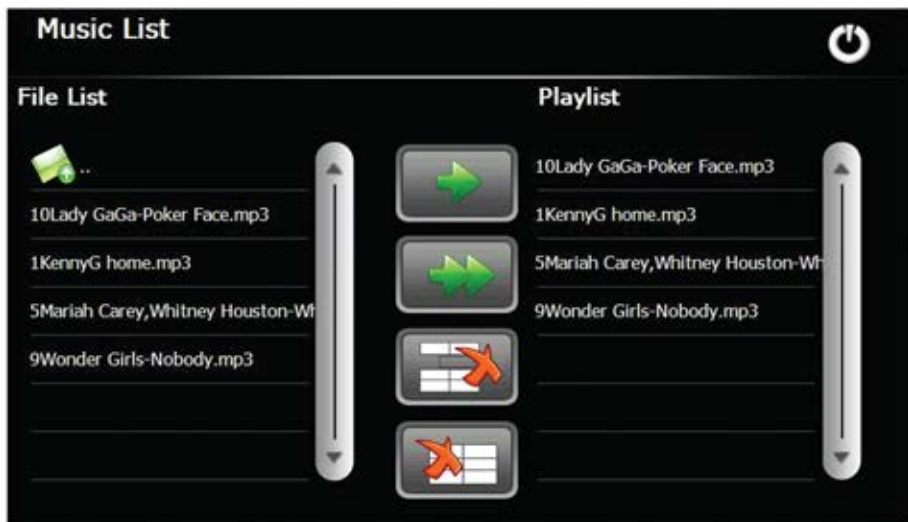 Music List
File List
Playlist
..
10Lady GaGa-Poker Face.mp3
1KennyG home.mp3
5Mariah Carey,Whitney Houston-Wh
9Wonder Girls-Nobody.mp3
10Lady GaGa-Poker Face.mp3
1KennyG home.mp3
5Mariah Carey,Whitney Houston-Wh
9Wonder Girls-Nobody.mp3